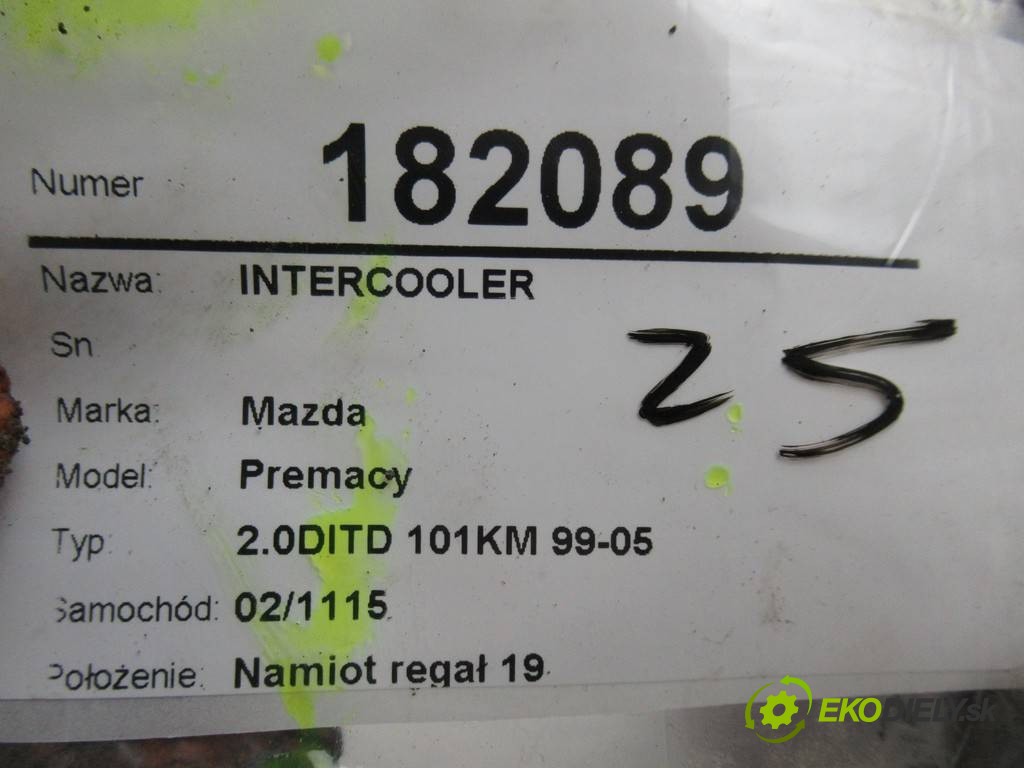 Numer 182089
Nazwa: INTERCOOLER
Sn
25
Marka: Mazda
Model: Premacy
Typ: 2.0DITD 101KM 99-05
Samochód: 02/1115
Położenie: Namiot regał 19
EKODIELY.sk